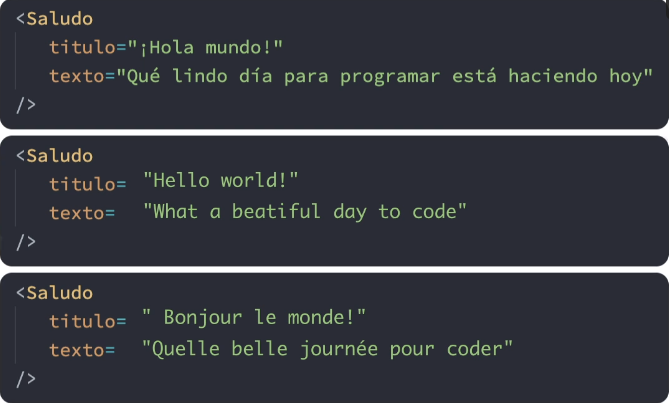 <Saludo
titulo="¡Hola mundo!"
texto="Qué lindo día para programar está haciendo hoy"
/>
<Saludo
titulo= "Hello world!"
texto= "What a beatiful day to code"
/>
<Saludo
titulo= " Bonjour le monde!"
texto= "Quelle belle journée pour coder"
/>